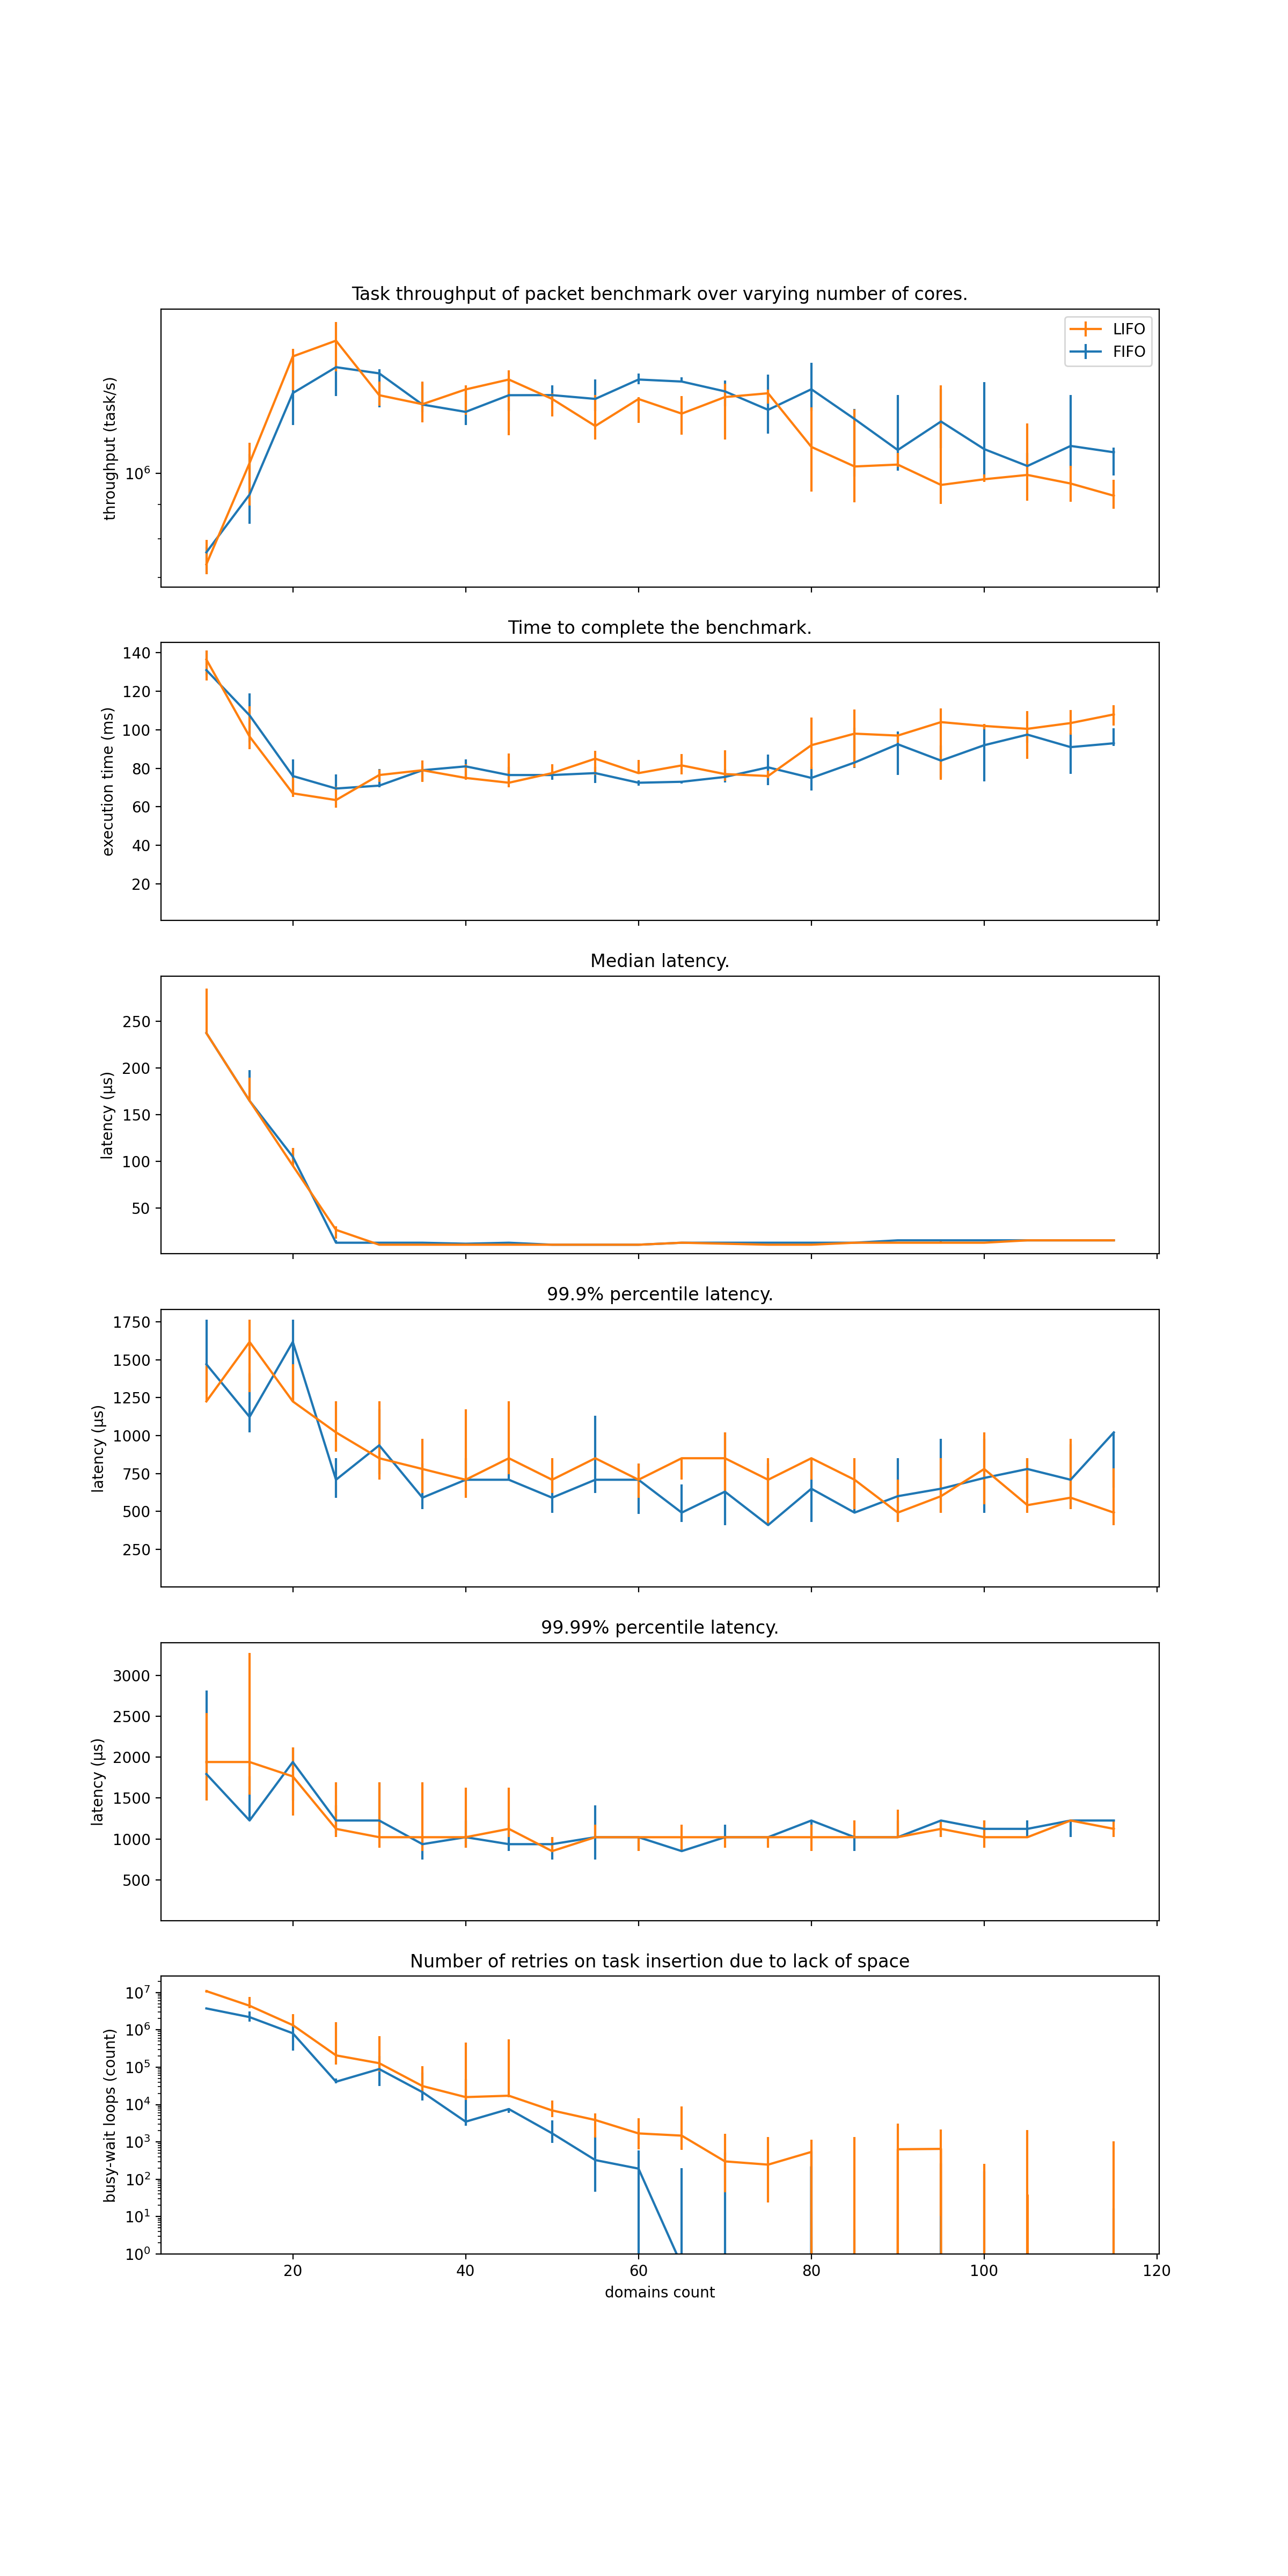 Task throughput of packet benchmark over varying number of cores.
LIFO
FIFO
throughput (task/s)
10⁶
Time to complete the benchmark.
execution time (ms)
140
120
100
80
60
40
20
Median latency.
latency (μs)
250
200
150
100
50
99.9% percentile latency.
latency (μs)
1750
1500
1250
1000
750
500
250
99.99% percentile latency.
latency (μs)
3000
2500
2000
1500
1000
500
Number of retries on task insertion due to lack of space
busy-wait loops (count)
10⁷
10⁶
10⁵
10⁴
10³
10²
10¹
10⁰
20 40 60 80 100 120
domains count